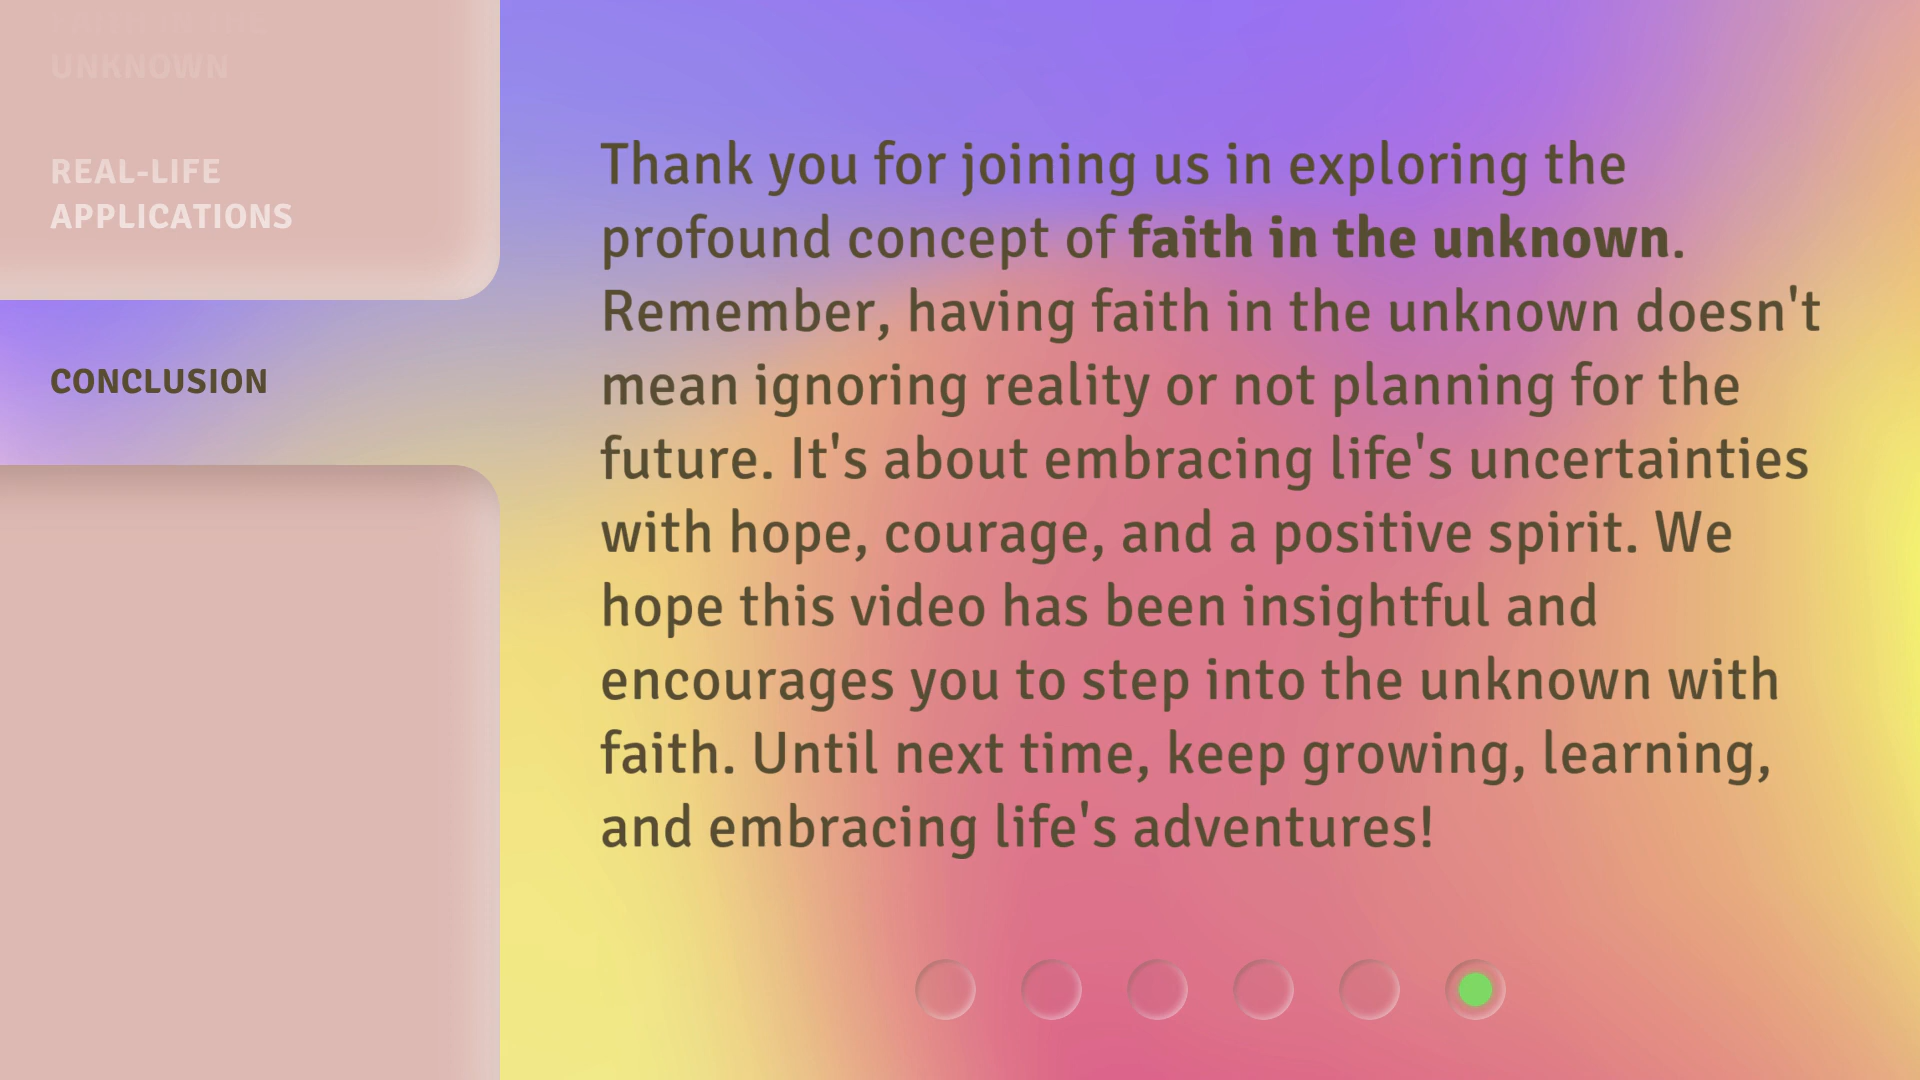 FAITH IN THE
UNKNOWN
REAL-LIFE
APPLICATIONS
CONCLUSION
Thank you for joining us in exploring the
profound concept of faith in the unknown.
Remember, having faith in the unknown doesn't
mean ignoring reality or not planning for the
future. It's about embracing life's uncertainties
with hope, courage, and a positive spirit. We
hope this video has been insightful and
encourages you to step into the unknown with
faith. Until next time, keep growing, learning,
and embracing life's adventures!